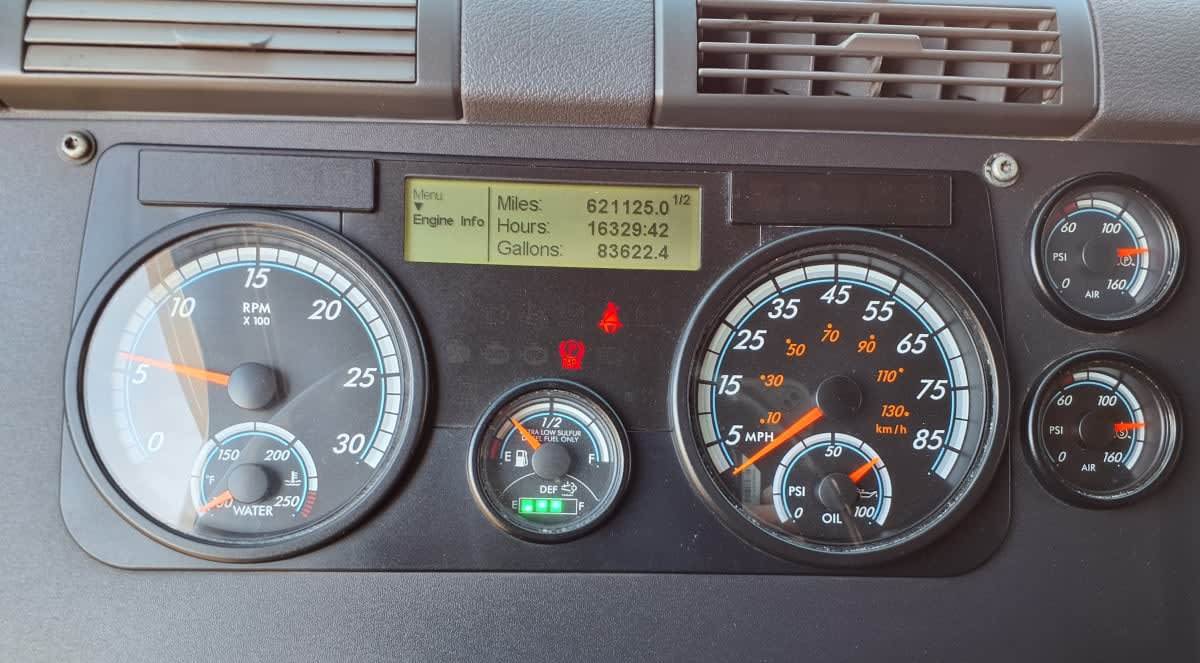 Menu
▼
Engine Info
Miles: 621125.0 1/2
Hours: 16329:42
Gallons: 83622.4
0 5 10 15 20 25 30
RPM
X 100
150 200 250
°F
WATER
1/2
ULTRA LOW SULFUR
DIESEL FUEL ONLY
E F
DEF
E F
5 15 25 35 45 55 65 75 85
MPH
10 30 50 70 90 110 130
km/h
0 50 100
PSI
OIL
0 60 100 160
PSI
P
AIR
0 60 100 160
PSI
S
AIR